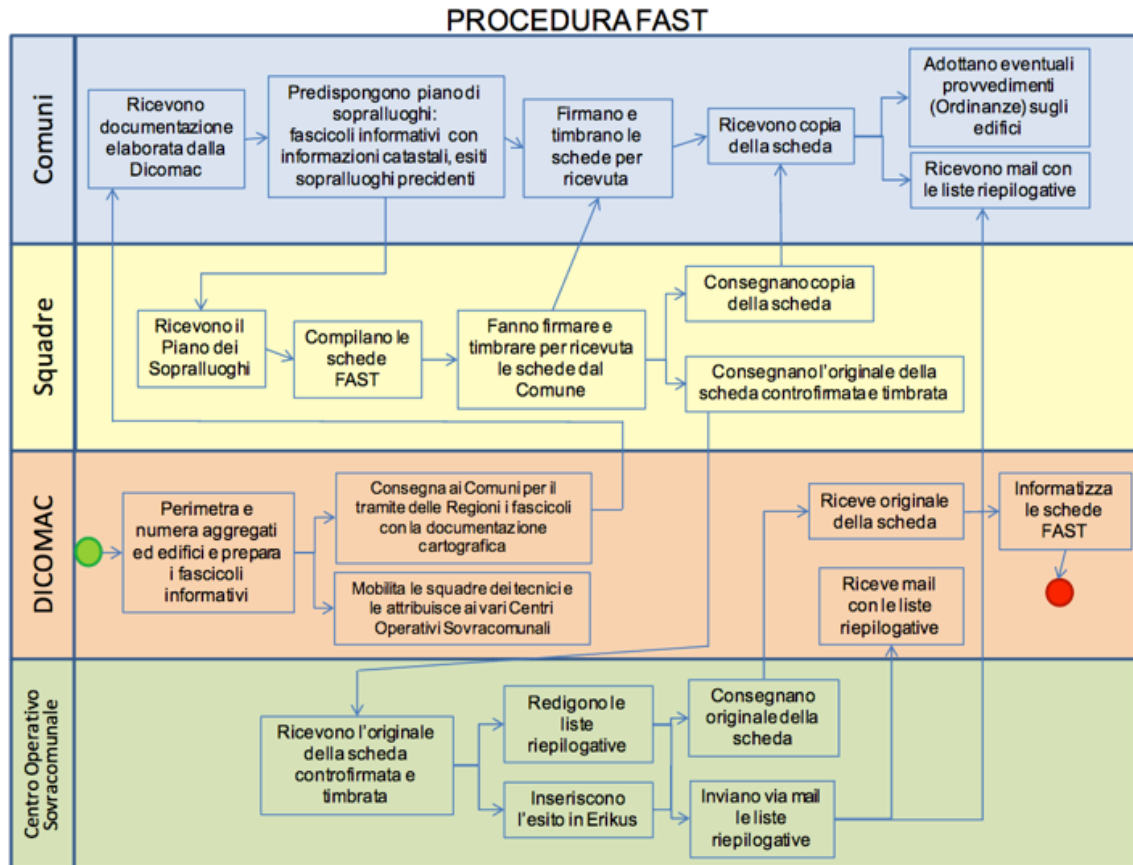 PROCEDURA FAST
Comuni
Ricevono
documentazione
elaborata dalla
Dicomac
Predispongono piano di
sopralluoghi:
fascicoli informativi con
informazioni catastali, esiti
sopralluoghi precidenti
Firmano e
timbrano le
schede per
ricevuta
Ricevono copia
della scheda
Adottano eventuali
provvedimenti
(Ordinanze) sugli
edifici
Ricevono mail con
le liste riepilogative
Squadre
Ricevono il
Piano dei
Sopralluoghi
Compilano le
schede
FAST
Fanno firmare e
timbrare per ricevuta
le schede dal
Comune
Consegnano copia
della scheda
Consegnano l'originale della
scheda controfirmata e timbrata
DICOMAC
Perimetra e
numera aggregati
ed edifici e prepara
i fascicoli
informativi
Consegna ai Comuni per il
tramite delle Regioni i fascicoli
con la documentazione
cartografica
Mobilita le squadre dei tecnici e
le attribuisce ai vari Centri
Operativi Sovracomunali
Riceve originale
della scheda
Informatizza
le schede
FAST
Riceve mail
con le liste
riepilogative
Centro Operativo
Sovracomunale
Ricevono l'originale
della scheda
controfirmata e
timbrata
Redigono le
liste
riepilogative
Inseriscono
l'esito in Erikus
Consegnano
originale della
scheda
Inviano via mail
le liste
riepilogative